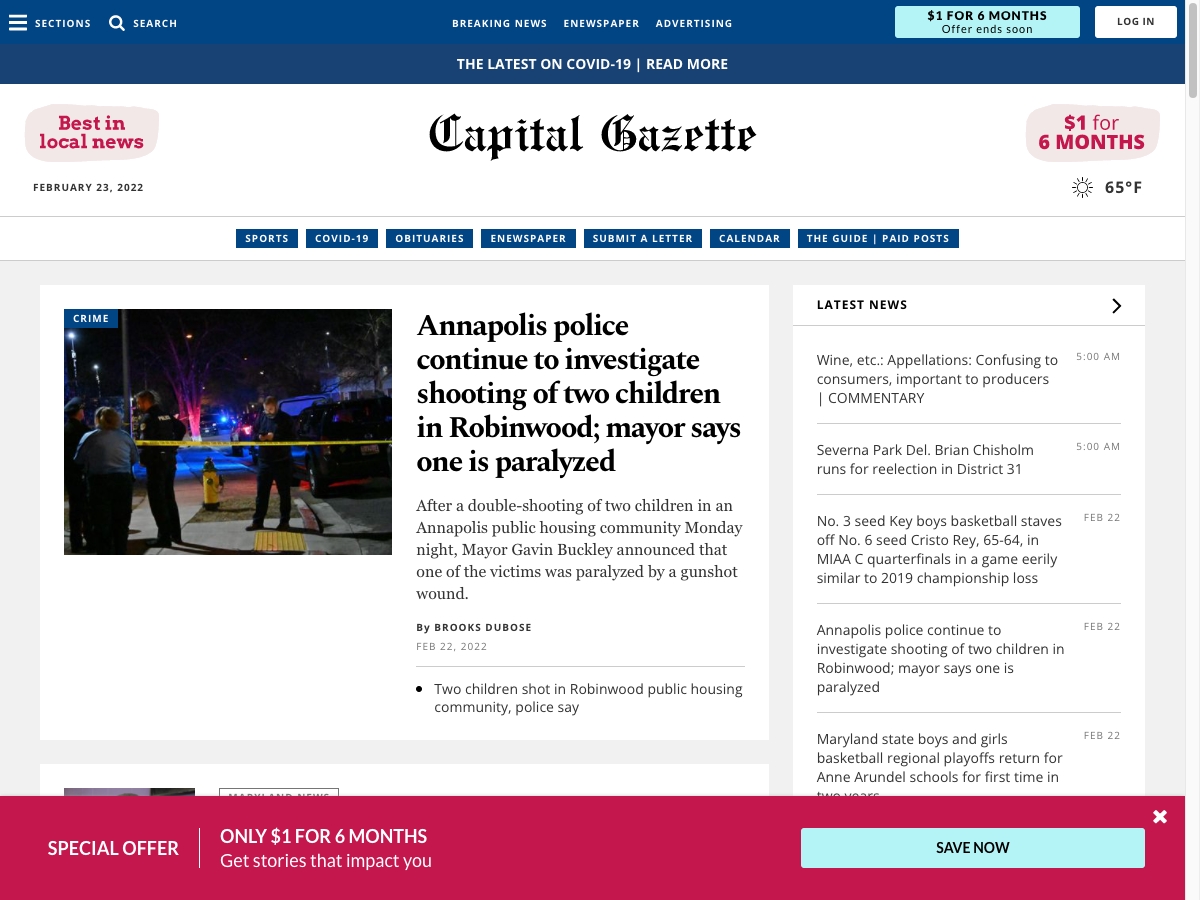 SECTIONS
SEARCH
BREAKING NEWS
ENEWSPAPER
ADVERTISING
$1 FOR 6 MONTHS
Offer ends soon
LOG IN
THE LATEST ON COVID-19 | READ MORE
Best in
local news
Capital Gazette
$1 for
6 MONTHS
FEBRUARY 23, 2022
65°F
SPORTS
COVID-19
OBITUARIES
ENEWSPAPER
SUBMIT A LETTER
CALENDAR
THE GUIDE | PAID POSTS
CRIME
Annapolis police
continue to investigate
shooting of two children
in Robinwood; mayor says
one is paralyzed
After a double-shooting of two children in an
Annapolis public housing community Monday
night, Mayor Gavin Buckley announced that
one of the victims was paralyzed by a gunshot
wound.
By BROOKS DUBOSE
FEB 22, 2022
Two children shot in Robinwood public housing
community, police say
LATEST NEWS
Wine, etc.: Appellations: Confusing to
consumers, important to producers
| COMMENTARY
5:00 AM
Severna Park Del. Brian Chisholm
runs for reelection in District 31
5:00 AM
No. 3 seed Key boys basketball staves
off No. 6 seed Cristo Rey, 65-64, in
MIAA C quarterfinals in a game eerily
similar to 2019 championship loss
FEB 22
Annapolis police continue to
investigate shooting of two children in
Robinwood; mayor says one is
paralyzed
FEB 22
Maryland state boys and girls
basketball regional playoffs return for
Anne Arundel schools for first time in
two years
FEB 22
MARYLAND NEWS
SPECIAL OFFER
ONLY $1 FOR 6 MONTHS
Get stories that impact you
SAVE NOW